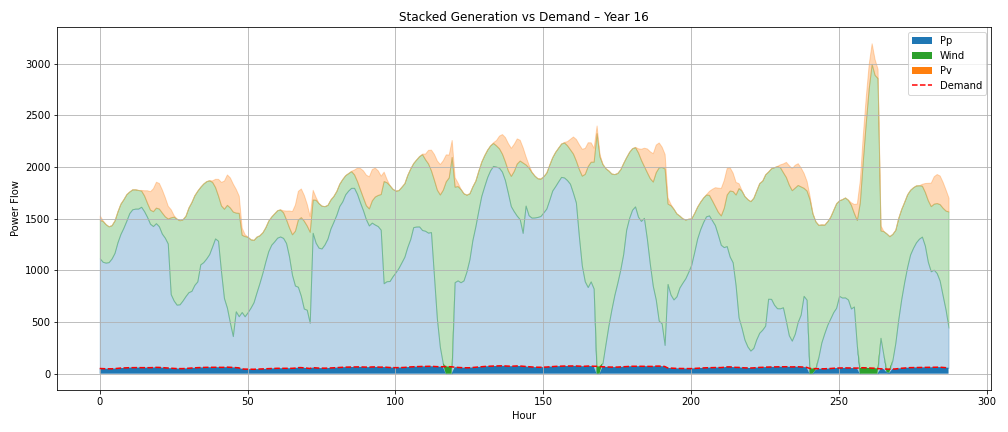 Stacked Generation vs Demand – Year 16
Pp
Wind
Pv
Demand
Power Flow
3000
2500
2000
1500
1000
500
0
0
50
100
150
200
250
300
Hour